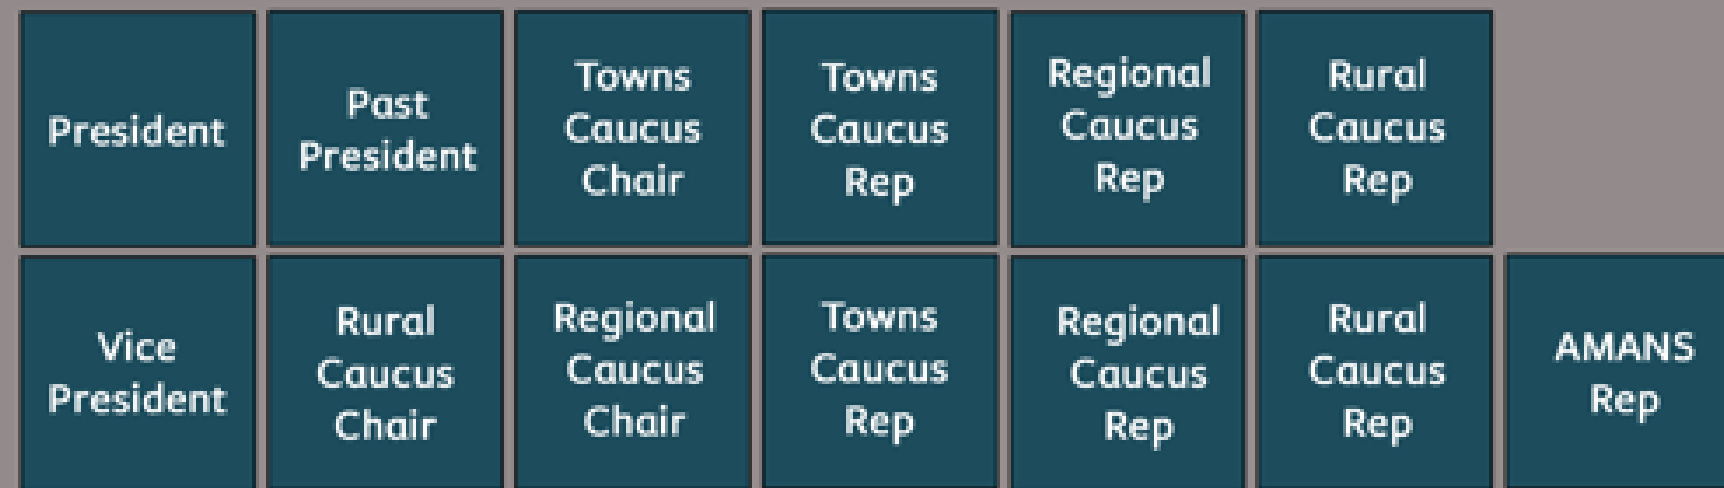 President
Past
President
Towns
Caucus
Chair
Towns
Caucus
Rep
Regional
Caucus
Rep
Rural
Caucus
Rep
Vice
President
Rural
Caucus
Chair
Regional
Caucus
Chair
Towns
Caucus
Rep
Regional
Caucus
Rep
Rural
Caucus
Rep
AMANS
Rep